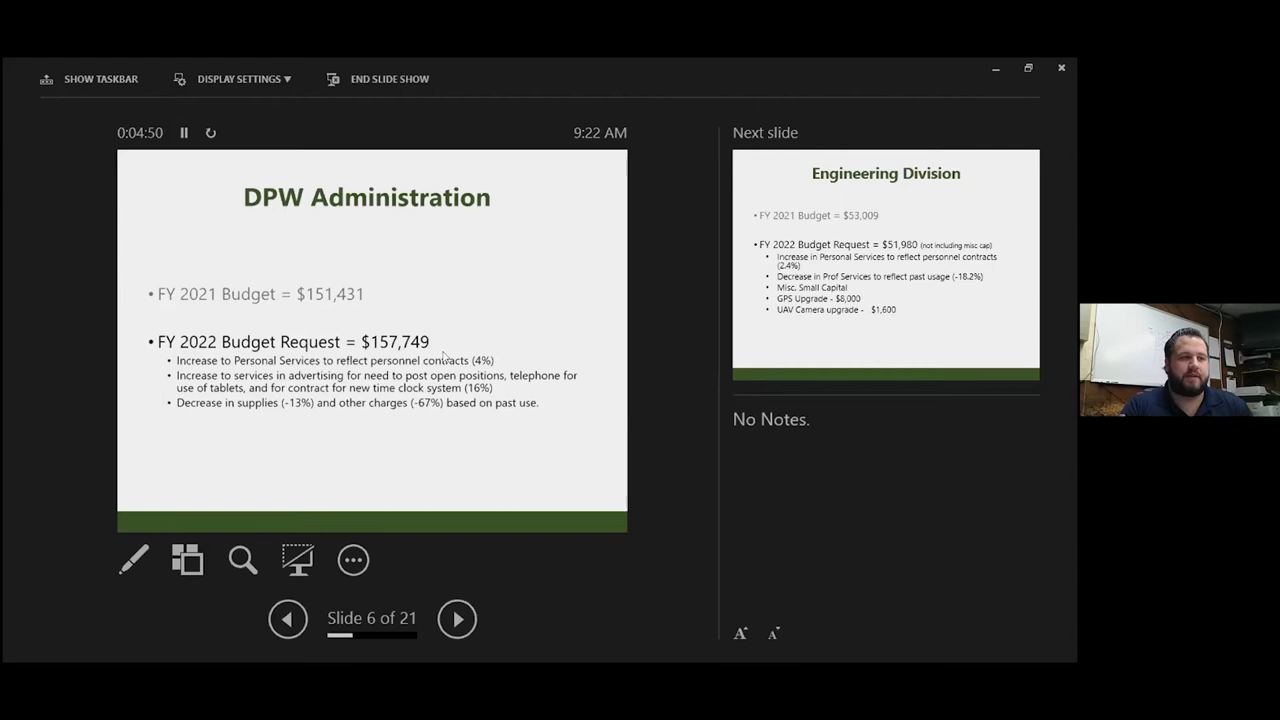 SHOW TASKBAR
DISPLAY SETTINGS ▼
END SLIDE SHOW
0:04:50
9:22 AM
DPW Administration
• FY 2021 Budget = $151,431
• FY 2022 Budget Request = $157,749
• Increase to Personal Services to reflect personnel contracts (4%)
• Increase to services in advertising for need to post open positions, telephone for
use of tablets, and for contract for new time clock system (16%)
• Decrease in supplies (-13%) and other charges (-67%) based on past use.
Slide 6 of 21
Next slide
Engineering Division
• FY 2021 Budget = $53,009
• FY 2022 Budget Request = $51,980 (not including misc cap)
• Increase in Personal Services to reflect personnel contracts
(2.4%)
• Decrease in Prof Services to reflect past usage (-18.2%)
• Misc. Small Capital
• GPS Upgrade - $8,000
• UAV Camera upgrade - $1,600
No Notes.
A A